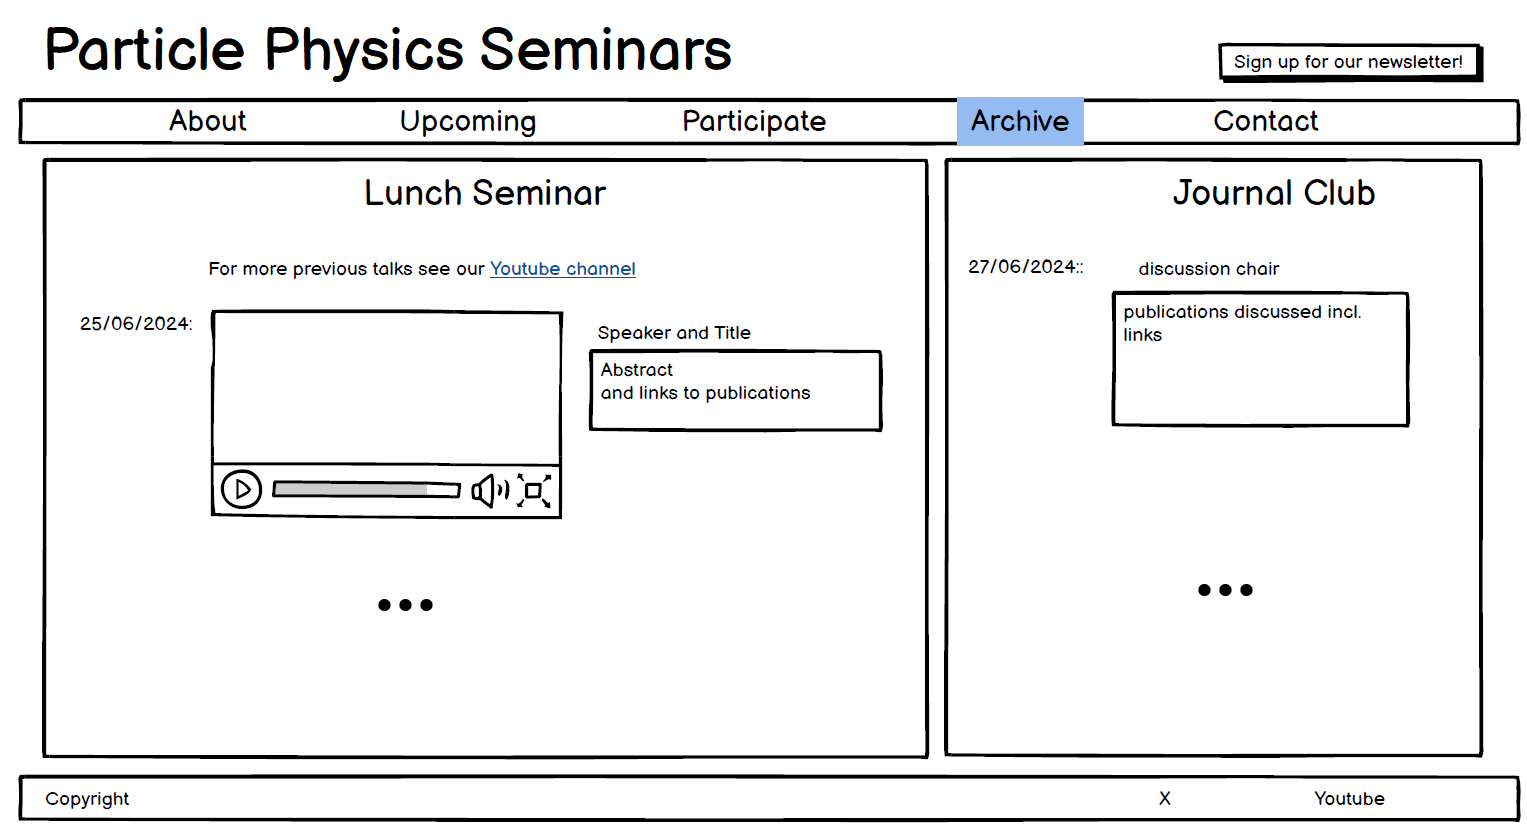 Particle Physics Seminars
Sign up for our newsletter!
About
Upcoming
Participate
Archive
Contact
Lunch Seminar
For more previous talks see our Youtube channel
25/06/2024:
Speaker and Title
Abstract
and links to publications
Journal Club
27/06/2024::
discussion chair
publications discussed incl.
links
Copyright
X
Youtube